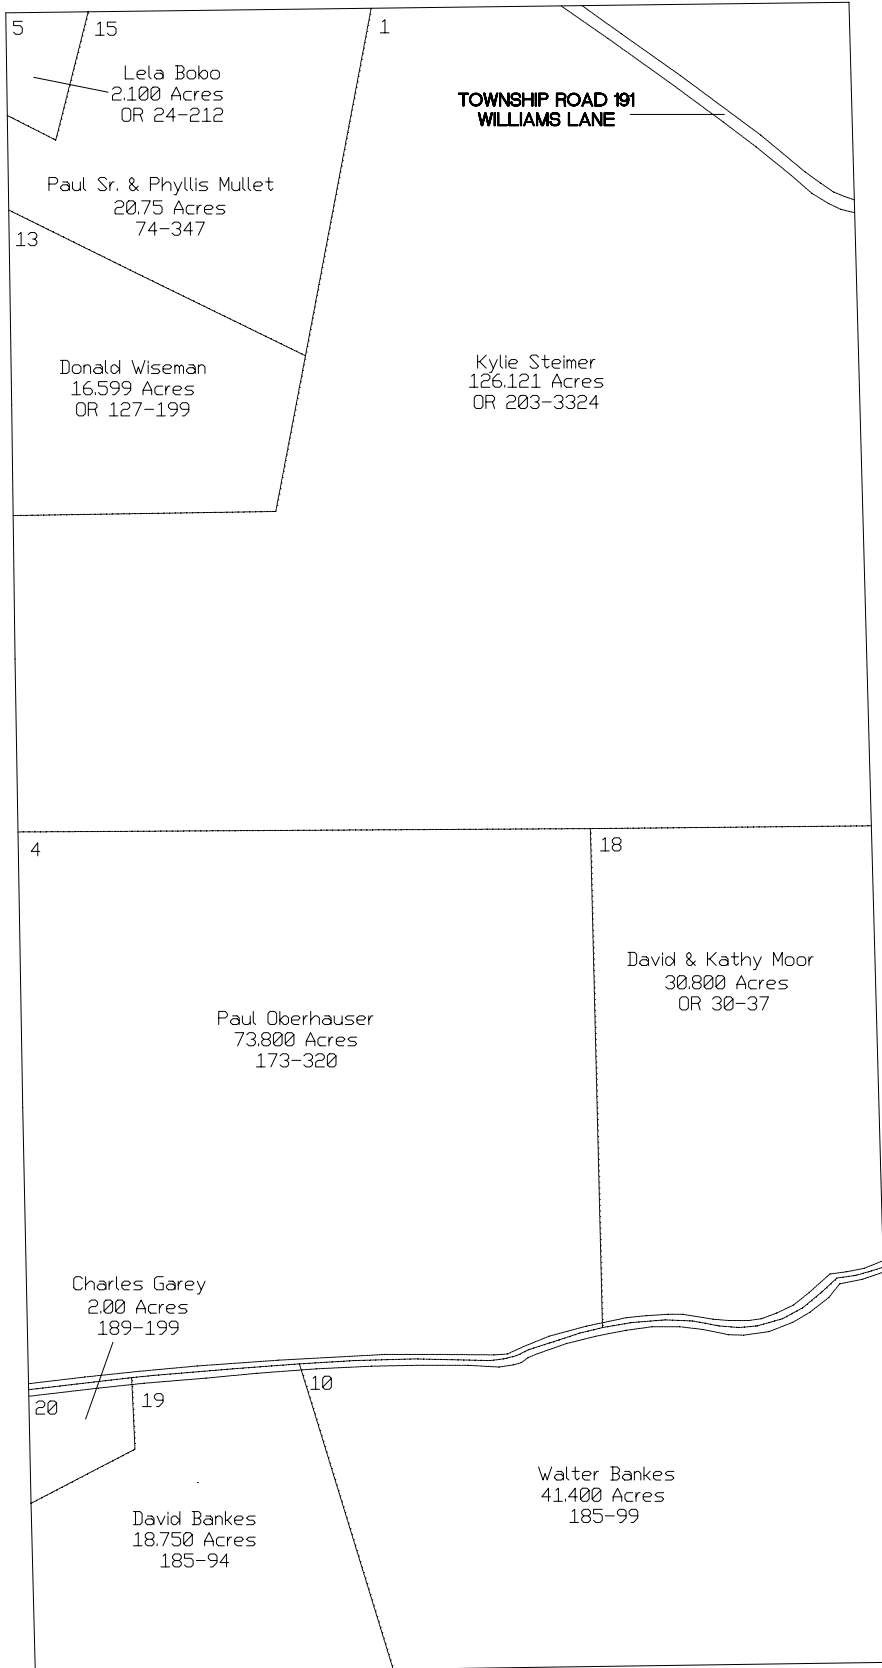 5
15
1
Lela Bobo
2.100 Acres
OR 24-212
TOWNSHIP ROAD 191
WILLIAMS LANE
Paul Sr. & Phyllis Mullet
20.75 Acres
74-347
13
Donald Wiseman
16.599 Acres
OR 127-199
Kylie Steimer
126.121 Acres
OR 203-3324
4
18
David & Kathy Moor
30.800 Acres
OR 30-37
Paul Oberhauser
73.800 Acres
173-320
Charles Garey
2.00 Acres
189-199
20
19
10
Walter Bankes
41.400 Acres
185-99
David Bankes
18.750 Acres
185-94